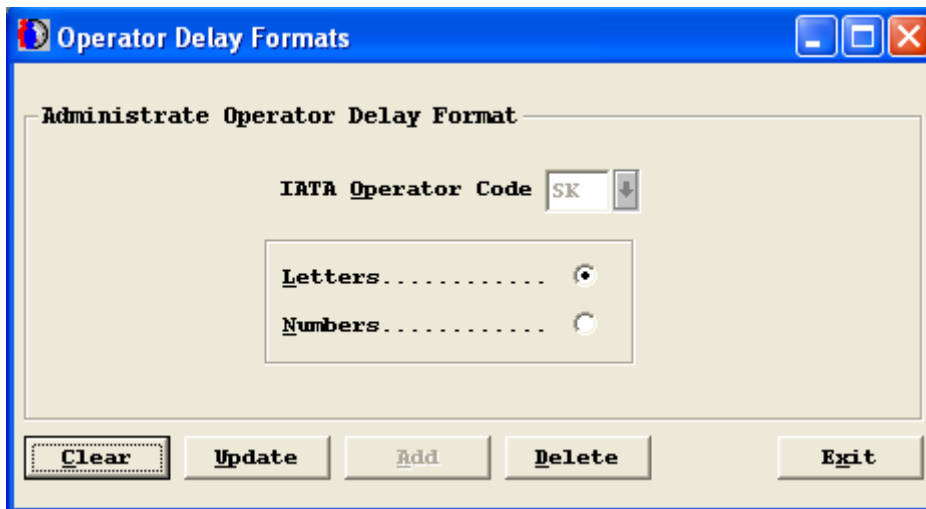 Operator Delay Formats
Administrate Operator Delay Format
IATA Operator Code SK
Letters............
Numbers............
Clear Update Add Delete Exit